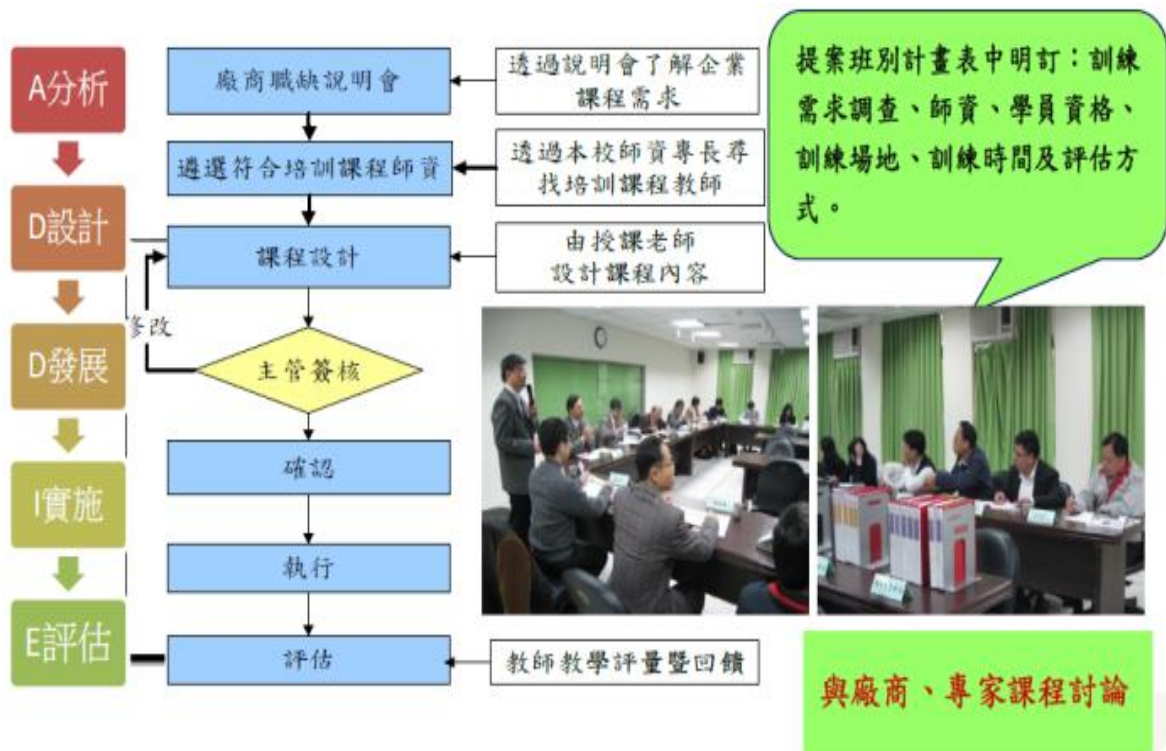 A分析
D設計
D發展
I實施
E評估
廠商職缺說明會
遴選符合培訓課程師資
課程設計
修改
主管簽核
確認
執行
評估
透過說明會了解企業
課程需求
透過本校師資專長尋
找培訓課程教師
由授課老師
設計課程內容
教師教學評量暨回饋
提案班別計畫表中明訂：訓練
需求調查、師資、學員資格、
訓練場地、訓練時間及評估方
式。
與廠商、專家課程討論